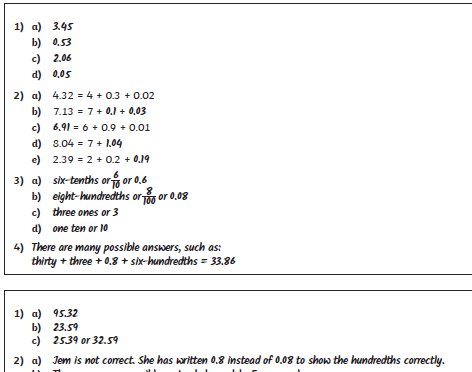 1) a) 3.45
b) 0.53
c) 2.06
d) 0.05
2) a) 4.32 = 4 + 0.3 + 0.02
b) 7.13 = 7 + 0.1 + 0.03
c) 6.91 = 6 + 0.9 + 0.01
d) 8.04 = 7 + 1.04
e) 2.39 = 2 + 0.2 + 0.19
3) a) six-tenths or 6/10 or 0.6
b) eight-hundredths or 8/100 or 0.08
c) three ones or 3
d) one ten or 10
4) There are many possible answers, such as:
thirty + three + 0.8 + six-hundredths = 33.86
1) a) 95.32
b) 23.59
c) 25.39 or 32.59
2) a) Jem is not correct. She has written 0.8 instead of 0.08 to show the hundredths correctly.